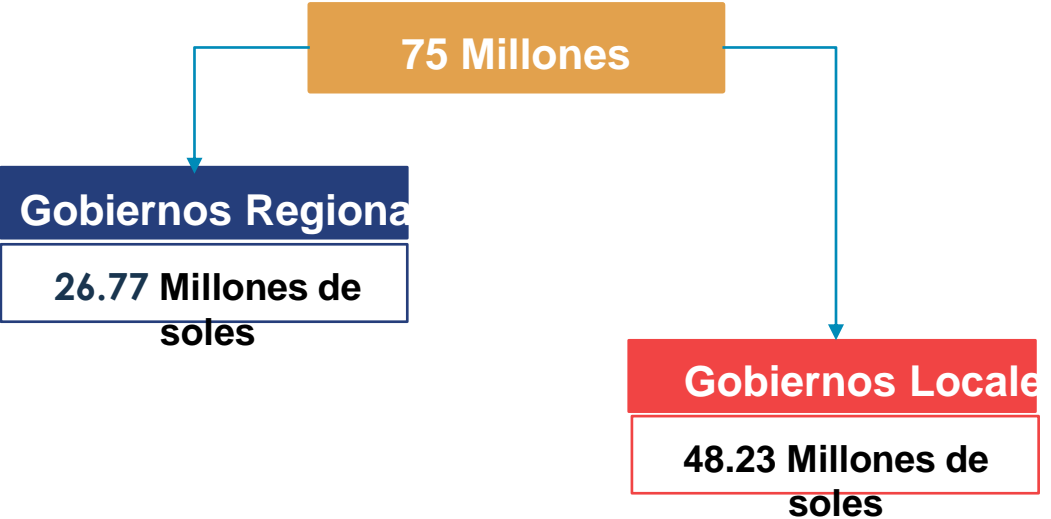 75 Millones
Gobiernos Regiona
26.77 Millones de
soles
Gobiernos Locale
48.23 Millones de
soles